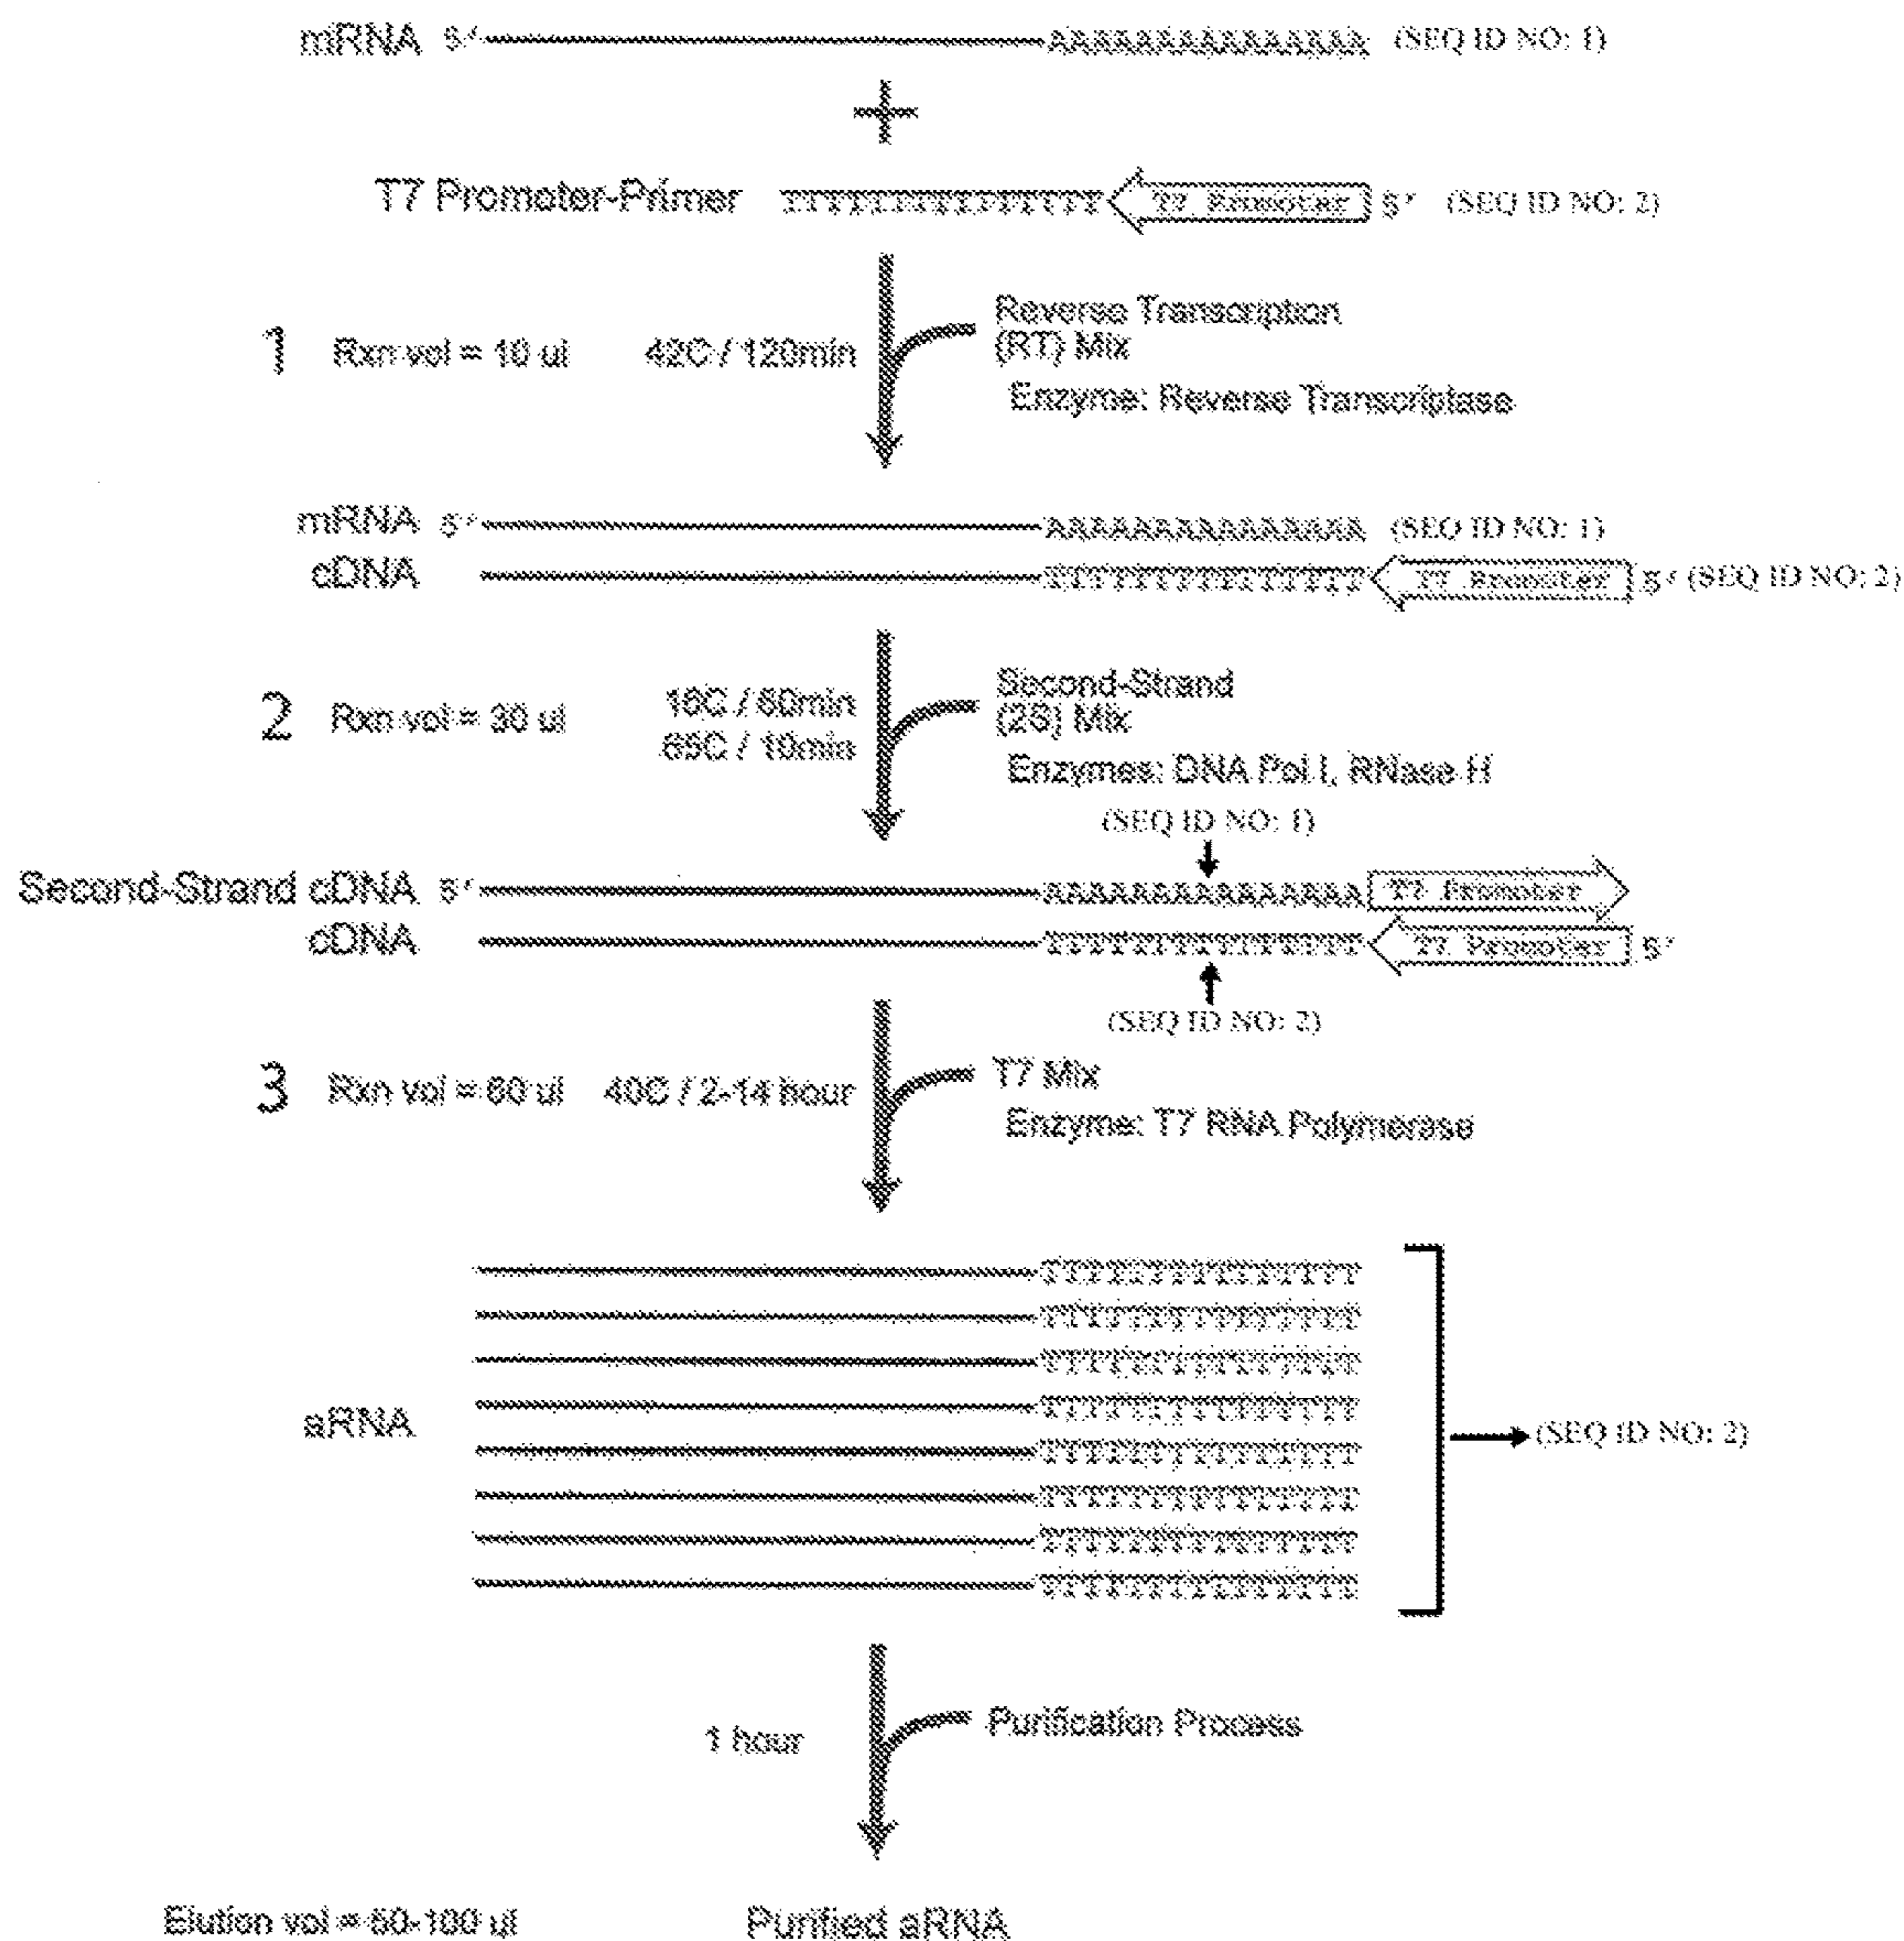 mRNA 5' AAAAAAAAAAAAAAA (SEQ ID NO: 1)
+
T7 Promoter-Primer TTTTTTTTTTTTTTT T7 Promoter 5' (SEQ ID NO: 2)
1 Rxn vol = 10 ul 42C / 120min
Reverse Transcription
(RT) Mix
Enzyme: Reverse Transcriptase
mRNA 5' AAAAAAAAAAAAAAA (SEQ ID NO: 1)
cDNA TTTTTTTTTTTTTTT T7 Promoter 5' (SEQ ID NO: 2)
2 Rxn vol = 30 ul
16C / 60min
65C / 10min
Second-Strand
(2S) Mix
Enzymes: DNA Pol I, RNase H
(SEQ ID NO: 1)
Second-Strand cDNA 5' AAAAAAAAAAAAAAA T7 Promoter
cDNA TTTTTTTTTTTTTTT T7 Promoter 5'
(SEQ ID NO: 2)
3 Rxn vol = 60 ul 40C / 2-14 hour
T7 Mix
Enzyme: T7 RNA Polymerase
TTTTTTTTTTTTTTT
TTTTTTTTTTTTTTT
TTTTTTTTTTTTTTT
aRNA TTTTTTTTTTTTTTT
TTTTTTTTTTTTTTT (SEQ ID NO: 2)
TTTTTTTTTTTTTTT
TTTTTTTTTTTTTTT
TTTTTTTTTTTTTTT
1 hour Purification Process
Elution vol = 50-100 ul Purified aRNA